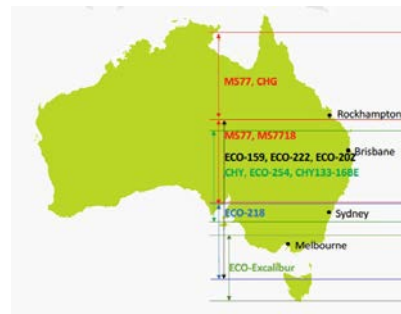 MS77, CHG
Rockhampton
MS77, MS7718
Brisbane
ECO-159, ECO-222, ECO-202
CHY, ECO-254, CHY133-16BE
ECO-218
Sydney
Melbourne
ECO-Excalibur